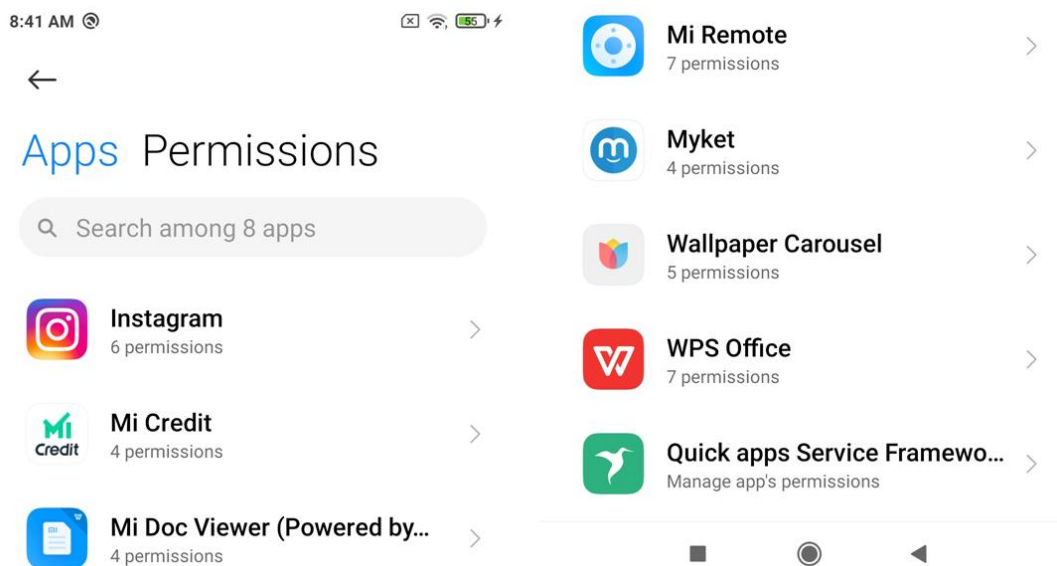 8:41 AM
55
Apps Permissions
Search among 8 apps
Instagram
6 permissions
Mi Credit
4 permissions
Mi Doc Viewer (Powered by...
4 permissions
Mi Remote
7 permissions
Myket
4 permissions
Wallpaper Carousel
5 permissions
WPS Office
7 permissions
Quick apps Service Framewo...
Manage app's permissions